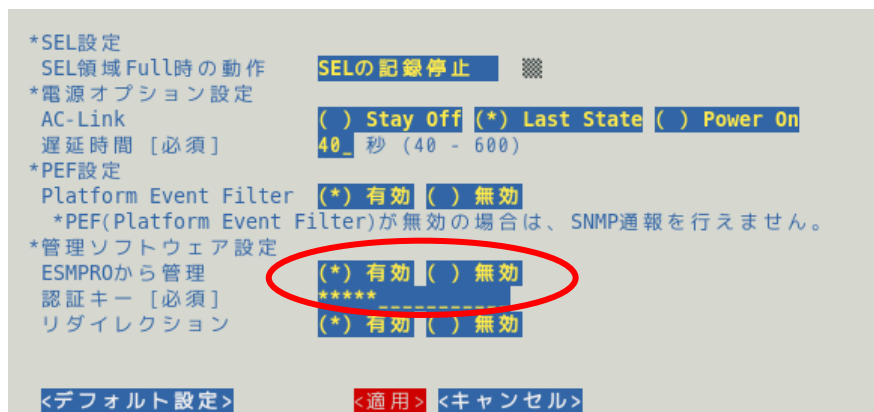 *SEL設定
SEL領域Full時の動作 SELの記録停止
*電源オプション設定
AC-Link ( ) Stay Off (*) Last State ( ) Power On
遅延時間 [必須] 40_ 秒 (40 - 600)
*PEF設定
Platform Event Filter (*) 有効 ( ) 無効
*PEF(Platform Event Filter)が無効の場合は、SNMP通報を行えません。
*管理ソフトウェア設定
ESMPROから管理 (*) 有効 ( ) 無効
認証キー [必須] *****___________
リダイレクション (*) 有効 ( ) 無効
<デフォルト設定> <適用> <キャンセル>